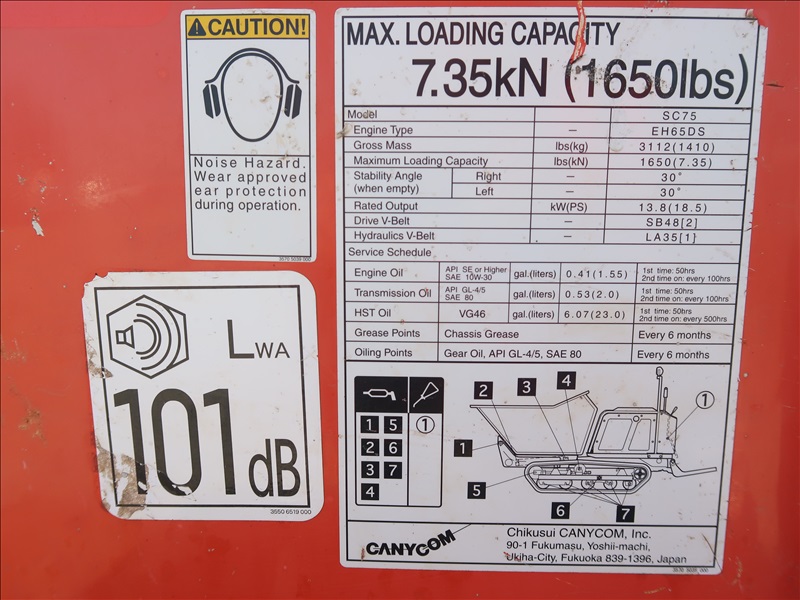 CAUTION!
Noise Hazard.
Wear approved
ear protection
during operation.
3570 5539 000
LWA
101dB
3550 6519 000
MAX. LOADING CAPACITY
7.35kN (1650lbs)
Model SC75
Engine Type — EH65DS
Gross Mass lbs(kg) 3112(1410)
Maximum Loading Capacity lbs(kN) 1650(7.35)
Stability Angle (when empty) Right — 30°
Left — 30°
Rated Output kW(PS) 13.8(18.5)
Drive V-Belt — SB48[2]
Hydraulics V-Belt — LA35[1]
Service Schedule
Engine Oil API SE or Higher SAE 10W-30 gal.(liters) 0.41(1.55) 1st time: 50hrs 2nd time on: every 100hrs
Transmission Oil API GL-4/5 SAE 80 gal.(liters) 0.53(2.0) 1st time: 50hrs 2nd time on: every 100hrs
HST Oil VG46 gal.(liters) 6.07(23.0) 1st time: 50hrs 2nd time on: every 500hrs
Grease Points Chassis Grease Every 6 months
Oiling Points Gear Oil, API GL-4/5, SAE 80 Every 6 months
1 5 ①
2 6
3 7
4
2 3 4 ①
1
5
6 7
CANYCOM
Chikusui CANYCOM, Inc.
90-1 Fukumasu, Yoshii-machi,
Ukiha-City, Fukuoka 839-1396, Japan